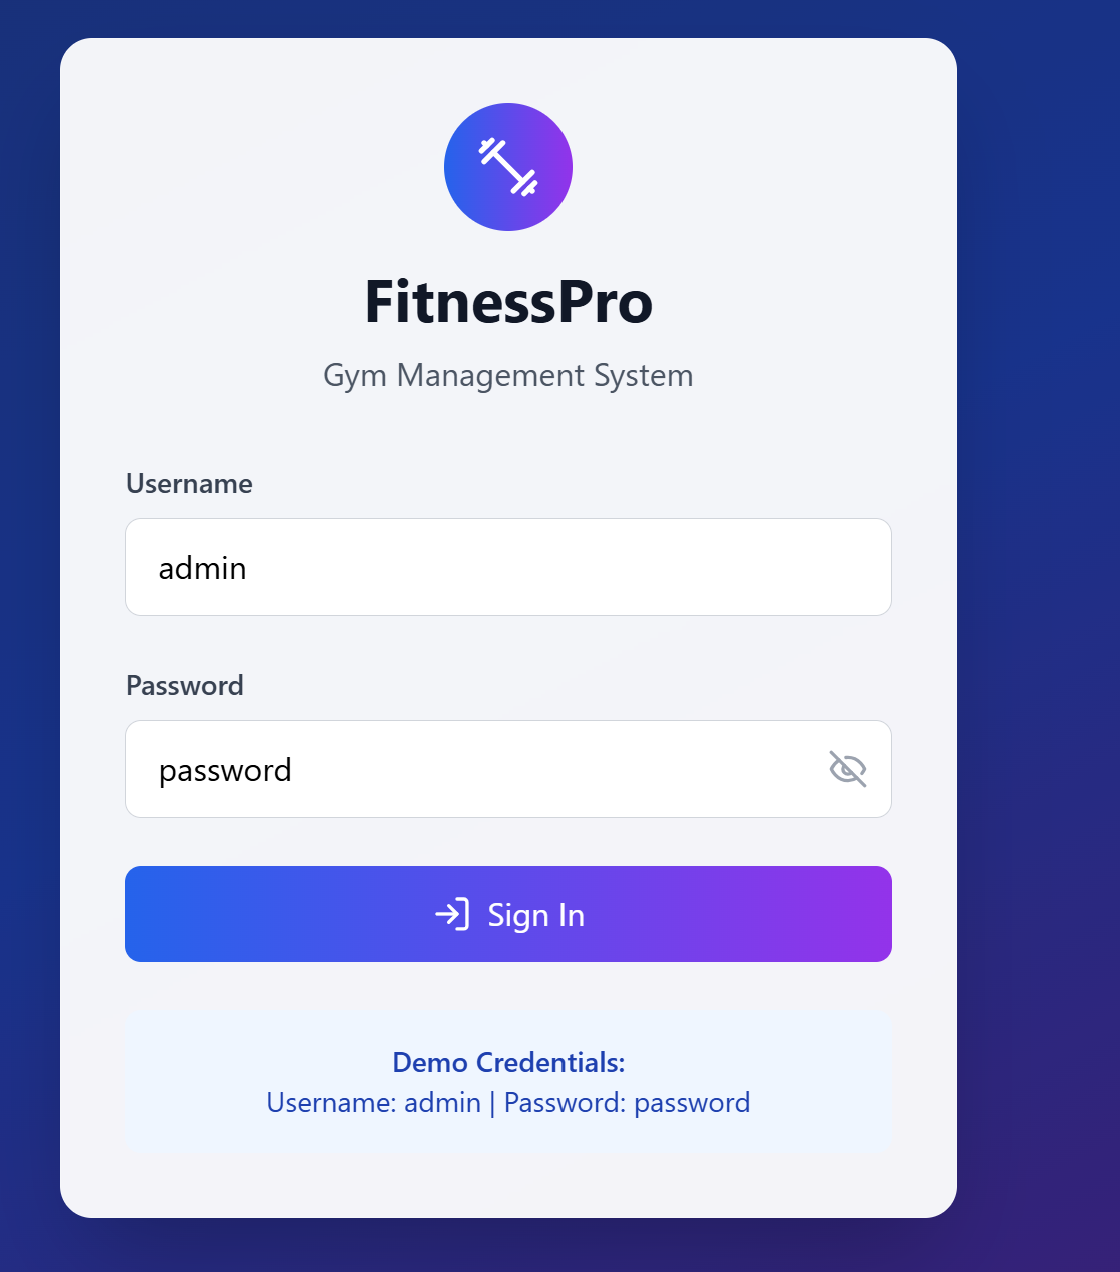 FitnessPro
Gym Management System
Username
admin
Password
password
Sign In
Demo Credentials:
Username: admin | Password: password